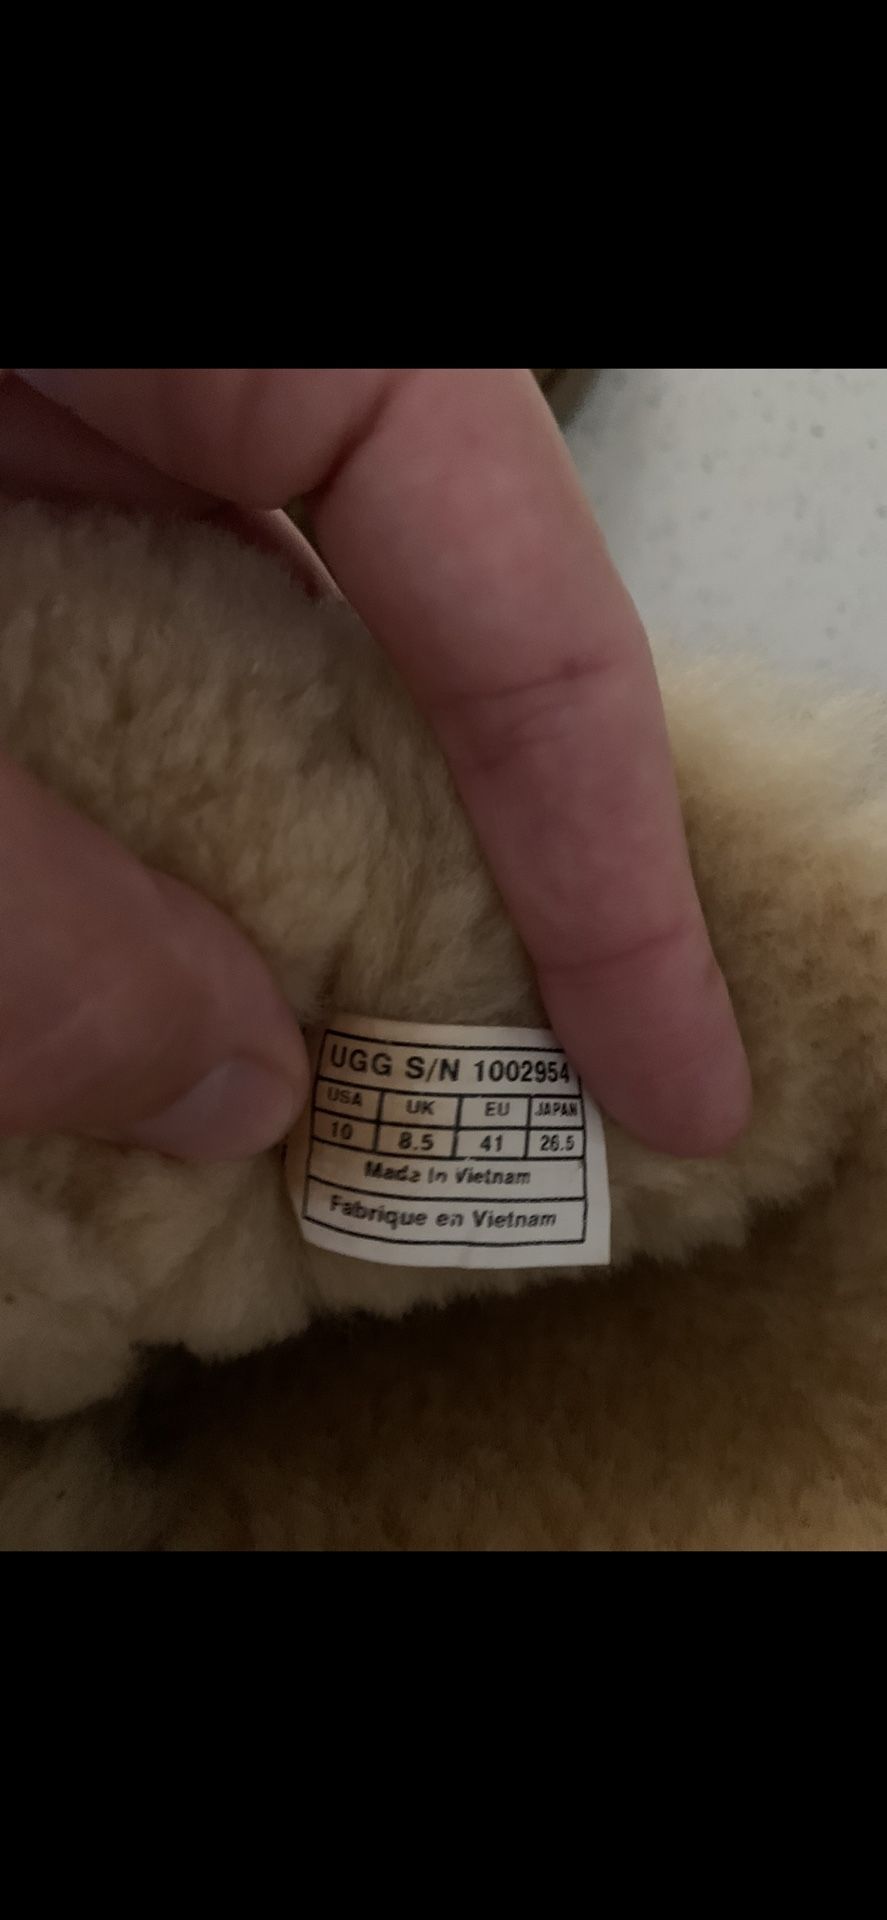 UGG S/N 1002954
USA UK EU JAPAN
10 8.5 41 26.5
Made In Vietnam
Fabrique en Vietnam